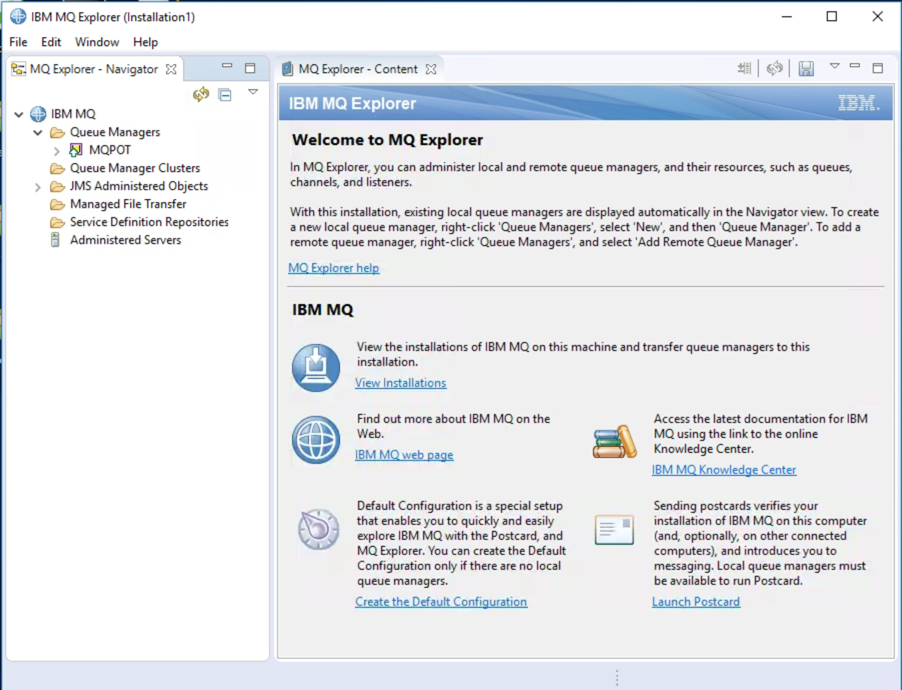 IBM MQ Explorer (Installation1)
File Edit Window Help
MQ Explorer - Navigator
IBM MQ
Queue Managers
MQPOT
Queue Manager Clusters
JMS Administered Objects
Managed File Transfer
Service Definition Repositories
Administered Servers
MQ Explorer - Content
IBM MQ Explorer
IBM.
Welcome to MQ Explorer
In MQ Explorer, you can administer local and remote queue managers, and their resources, such as queues,
channels, and listeners.
With this installation, existing local queue managers are displayed automatically in the Navigator view. To create
a new local queue manager, right-click 'Queue Managers', select 'New', and then 'Queue Manager'. To add a
remote queue manager, right-click 'Queue Managers', and select 'Add Remote Queue Manager'.
MQ Explorer help
IBM MQ
View the installations of IBM MQ on this machine and transfer queue managers to this
installation.
View Installations
Find out more about IBM MQ on the
Web.
IBM MQ web page
Access the latest documentation for IBM
MQ using the link to the online
Knowledge Center.
IBM MQ Knowledge Center
Default Configuration is a special setup
that enables you to quickly and easily
explore IBM MQ with the Postcard, and
MQ Explorer. You can create the Default
Configuration only if there are no local
queue managers.
Create the Default Configuration
Sending postcards verifies your
installation of IBM MQ on this computer
(and, optionally, on other connected
computers), and introduces you to
messaging. Local queue managers must
be available to run Postcard.
Launch Postcard